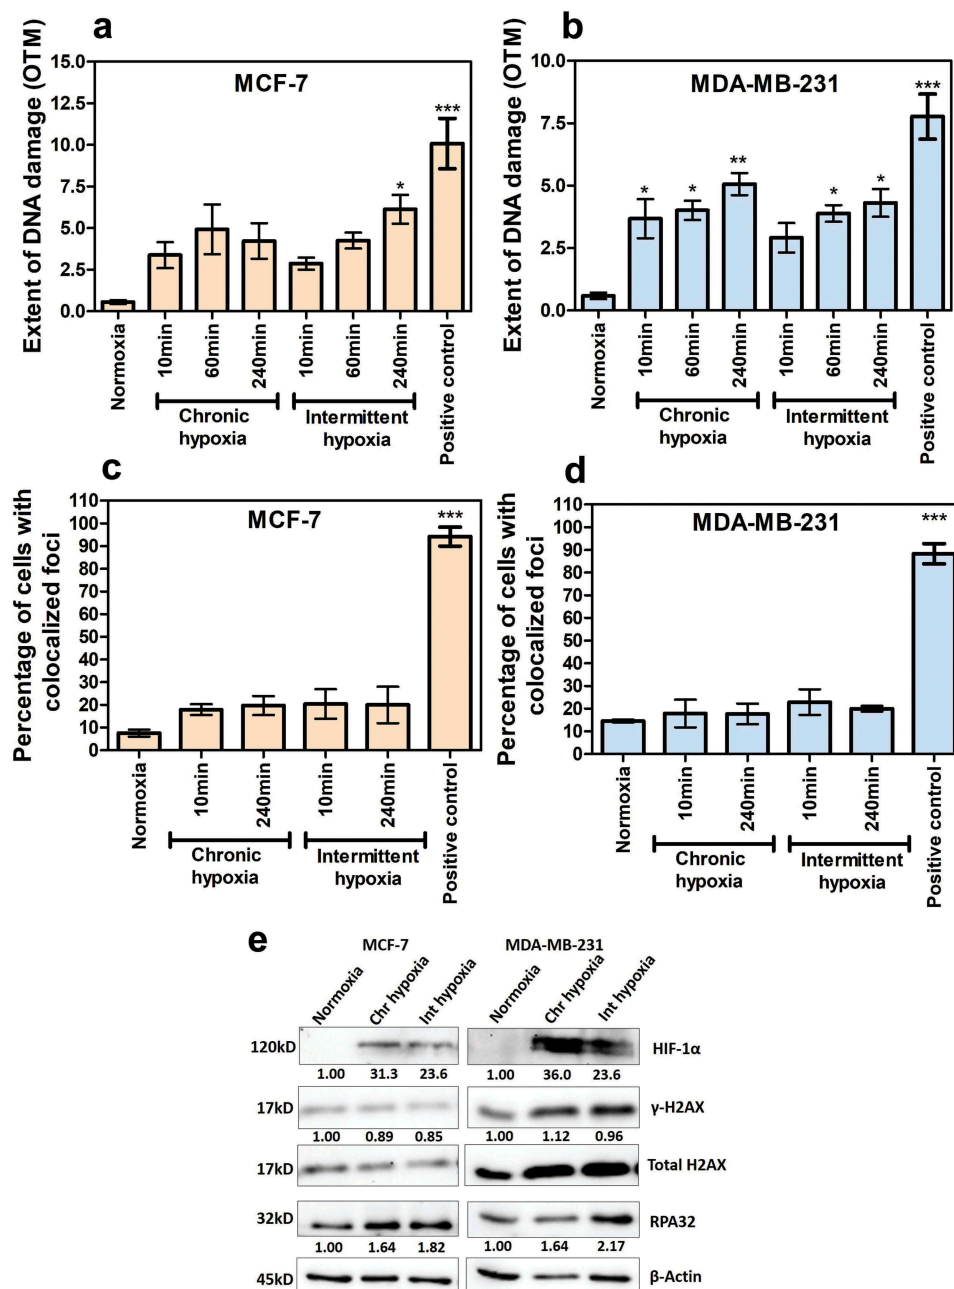 a
Extent of DNA damage (OTM)
MCF-7
15.0
12.5
10.0
7.5
5.0
2.5
0.0
*
***
Normoxia
10min
60min
240min
10min
60min
240min
Positive control
Chronic
hypoxia
Intermittent
hypoxia
b
Extent of DNA damage (OTM)
MDA-MB-231
10.0
7.5
5.0
2.5
0.0
*
*
**
*
*
***
Normoxia
10min
60min
240min
10min
60min
240min
Positive control
Chronic
hypoxia
Intermittent
hypoxia
c
Percentage of cells with
colocalized foci
MCF-7
110
100
90
80
70
60
50
40
30
20
10
0
***
Normoxia
10min
240min
10min
240min
Positive control
Chronic
hypoxia
Intermittent
hypoxia
d
Percentage of cells with
colocalized foci
MDA-MB-231
110
100
90
80
70
60
50
40
30
20
10
0
***
Normoxia
10min
240min
10min
240min
Positive control
Chronic
hypoxia
Intermittent
hypoxia
e
MCF-7 MDA-MB-231
Normoxia Chr hypoxia Int hypoxia Normoxia Chr hypoxia Int hypoxia
120kD HIF-1α
1.00 31.3 23.6 1.00 36.0 23.6
17kD γ-H2AX
1.00 0.89 0.85 1.00 1.12 0.96
17kD Total H2AX
32kD RPA32
1.00 1.64 1.82 1.00 1.64 2.17
45kD β-Actin